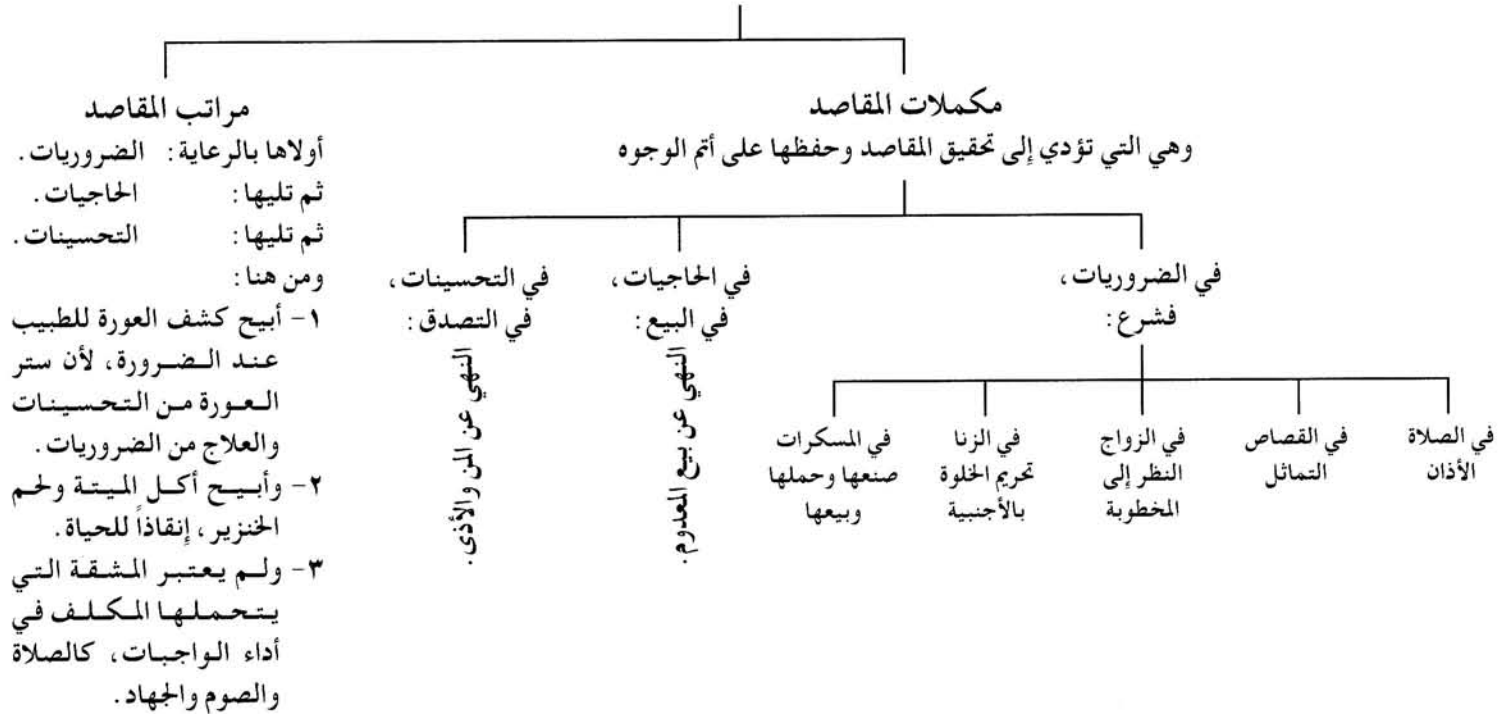 مكملات المقاصد
وهي التي تؤدي إِلى تحقيق المقاصد وحفظها على أتم الوجوه
في الضروريات،
فشرع:
في الصلاة
الأذان
في القصاص
التماثل
في الزواج
النظر إِلى
المخطوبة
في الزنا
تحريم الخلوة
بالأجنبية
في المسكرات
صنعها وحملها
وبيعها
في الحاجيات،
في البيع:
النهي عن بيع المعدوم.
في التحسينات،
في التصدق:
النهي عن المن والأذى.
مراتب المقاصد
أولاها بالرعاية: الضروريات.
ثم تليها: الحاجيات.
ثم تليها: التحسينات.
ومن هنا:
١- أبيح كشف العورة للطبيب
عند الضرورة، لأن ستر
العورة من التحسينات
والعلاج من الضروريات.
٢- وأبيح أكل الميتة ولحم
الخنزير، إِنقاذاً للحياة.
٣- ولم يعتبر المشقة التي
يتحملها المكلف في
أداء الواجبات، كالصلاة
والصوم والجهاد.